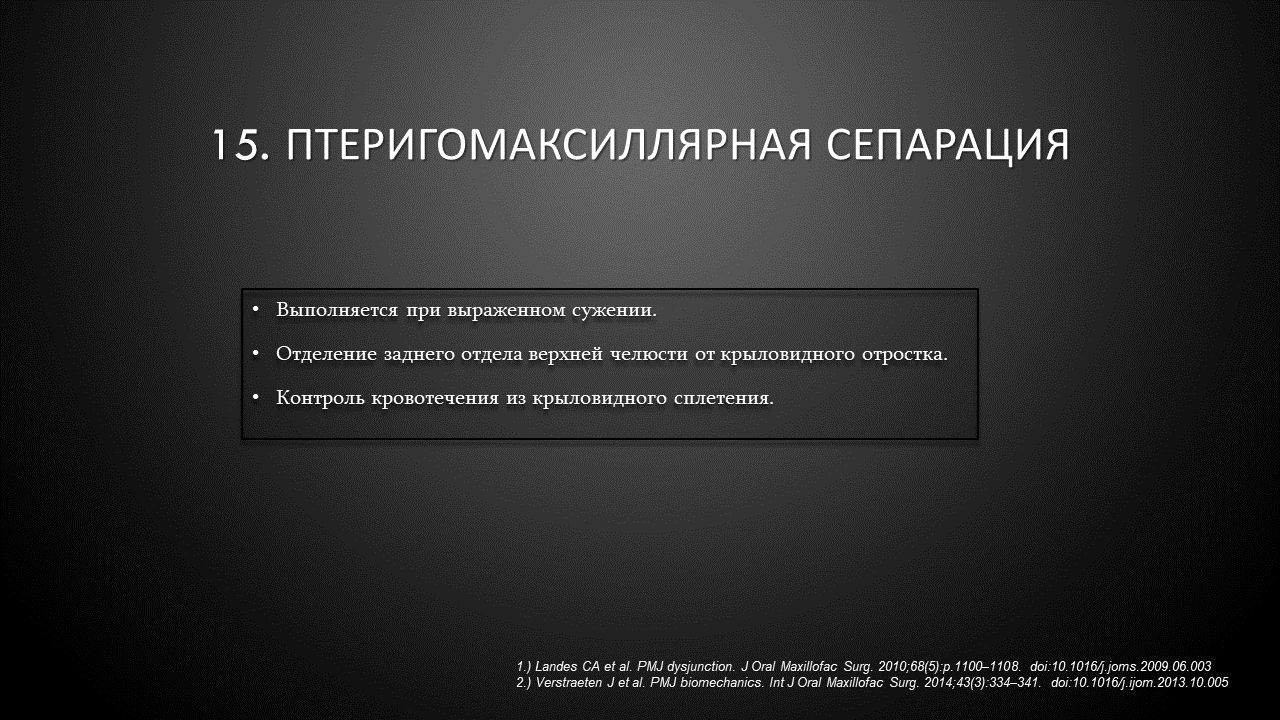 15. ПТЕРИГОМАКСИЛЛЯРНАЯ СЕПАРАЦИЯ
• Выполняется при выраженном сужении.
• Отделение заднего отдела верхней челюсти от крыловидного отростка.
• Контроль кровотечения из крыловидного сплетения.
1.) Landes CA et al. PMJ dysjunction. J Oral Maxillofac Surg. 2010;68(5):p.1100–1108. doi:10.1016/j.joms.2009.06.003
2.) Verstraeten J et al. PMJ biomechanics. Int J Oral Maxillofac Surg. 2014;43(3):334–341. doi:10.1016/j.ijom.2013.10.005